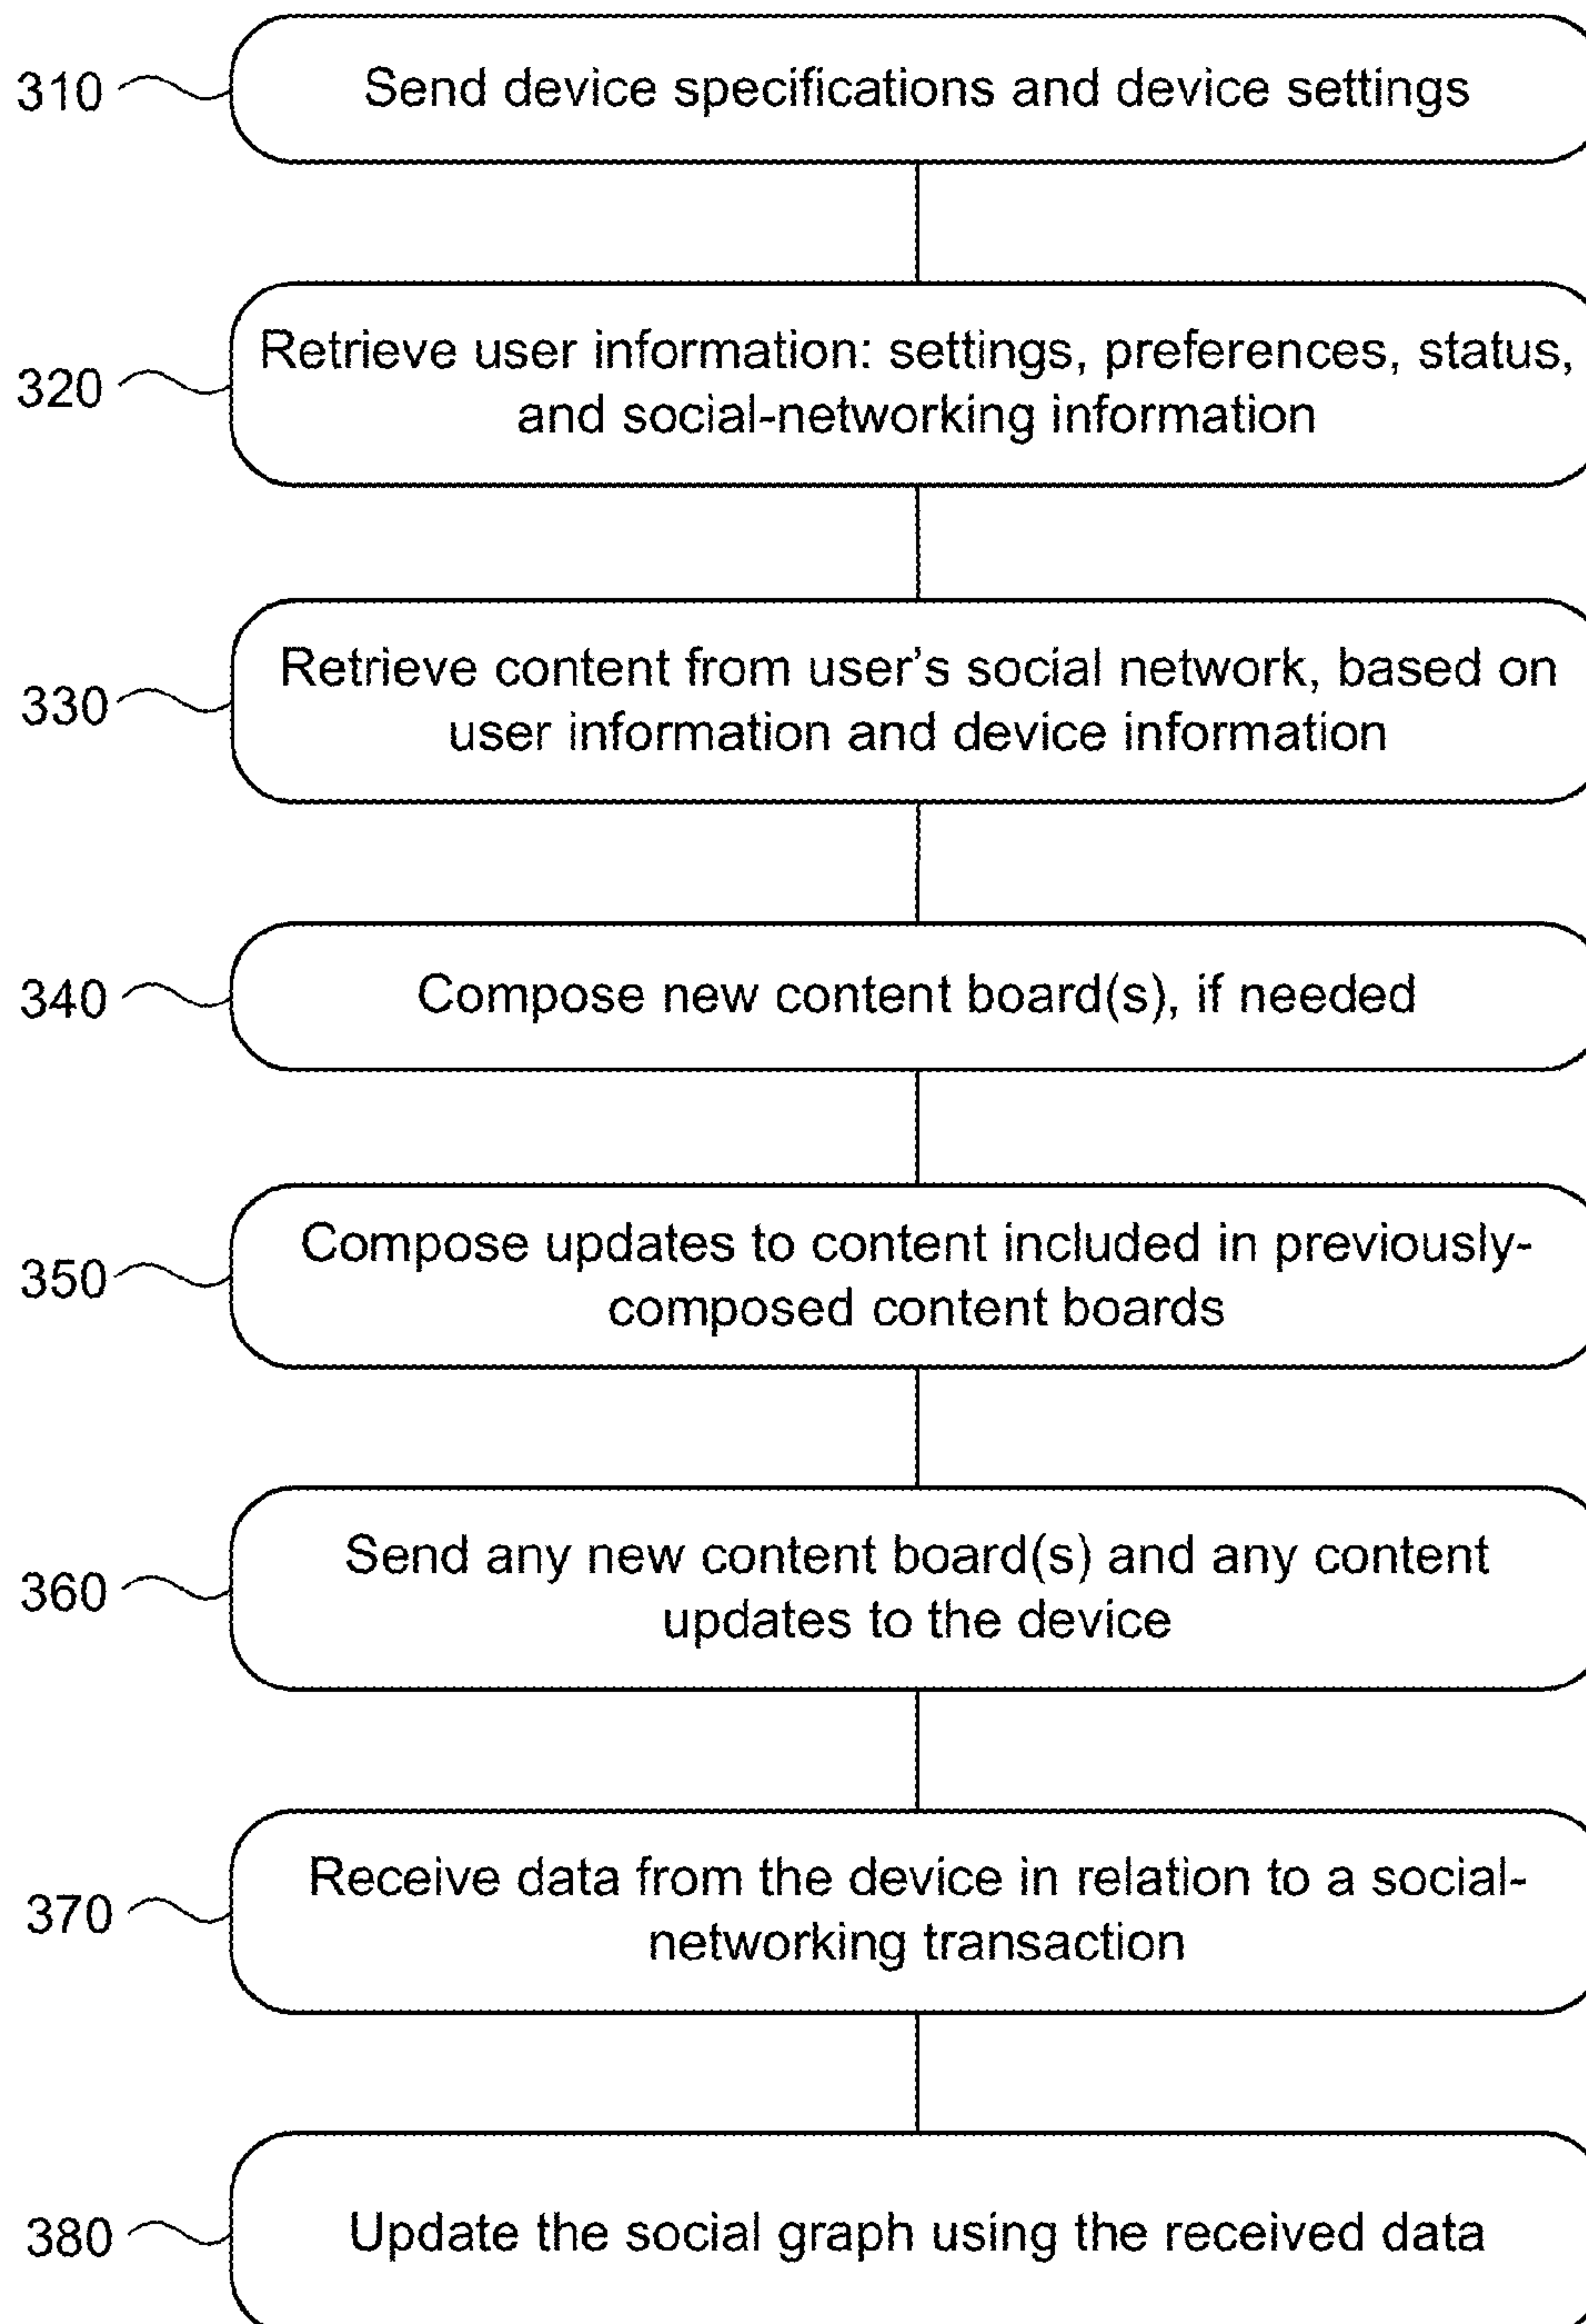 310
Send device specifications and device settings
320
Retrieve user information: settings, preferences, status,
and social-networking information
330
Retrieve content from user's social network, based on
user information and device information
340
Compose new content board(s), if needed
350
Compose updates to content included in previously-
composed content boards
360
Send any new content board(s) and any content
updates to the device
370
Receive data from the device in relation to a social-
networking transaction
380
Update the social graph using the received data